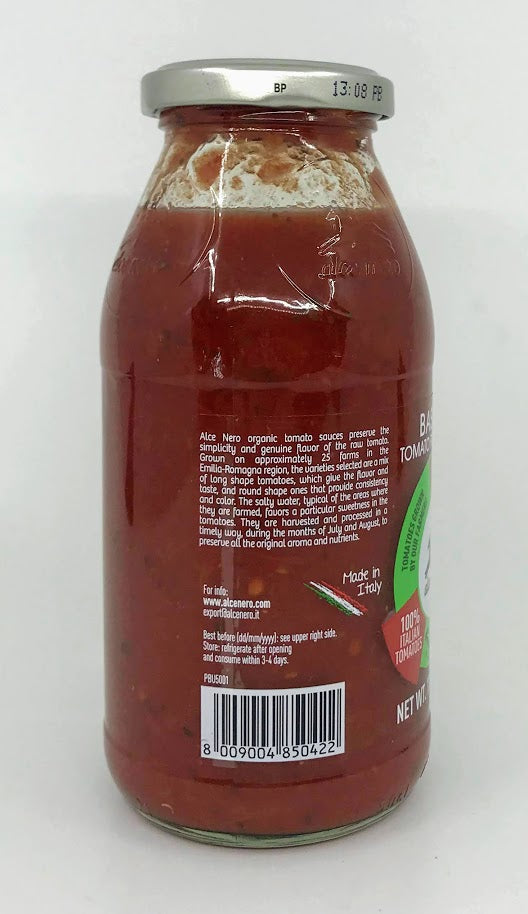 BP
13:08 PB
Alce Nero
Alce Nero organic tomato sauces preserve the
simplicity and genuine flavor of the raw tomato.
Grown on approximately 25 farms in the
Emilia-Romagna region, the varieties selected are a mix
of long shape tomatoes, which give the flavor and
taste, and round shape ones that provide consistency
and color. The salty water, typical of the areas where
they are farmed, favors a particular sweetness in the
tomatoes. They are harvested and processed in a
timely way, during the months of July and August, to
preserve all the original aroma and nutrients.
Made in
Italy
For info:
www.alcenero.com
export@alcenero.it
Best before (dd/mm/yyyy): see upper right side.
Store: refrigerate after opening
and consume within 3-4 days.
PBU5001
8 009004 850422
BA
TOMATO
TOMATOES GROWN
BY OUR FARMERS
100%
ITALIAN
TOMATOES
NET WT.